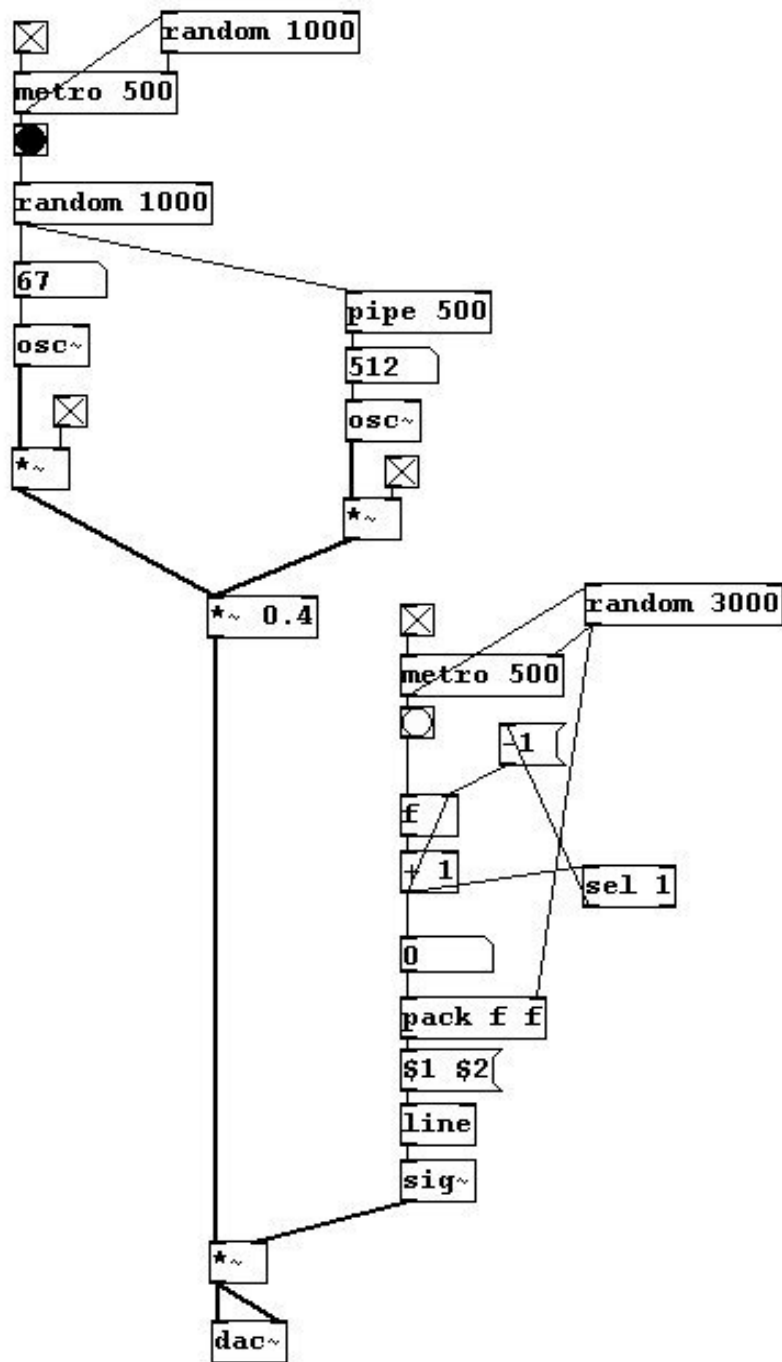 random 1000
metro 500
random 1000
67
pipe 500
osc~
512
osc~
*~
*~
*~ 0.4
random 3000
metro 500
-1
f
+ 1
sel 1
0
pack f f
$1 $2
line
sig~
*~
dac~